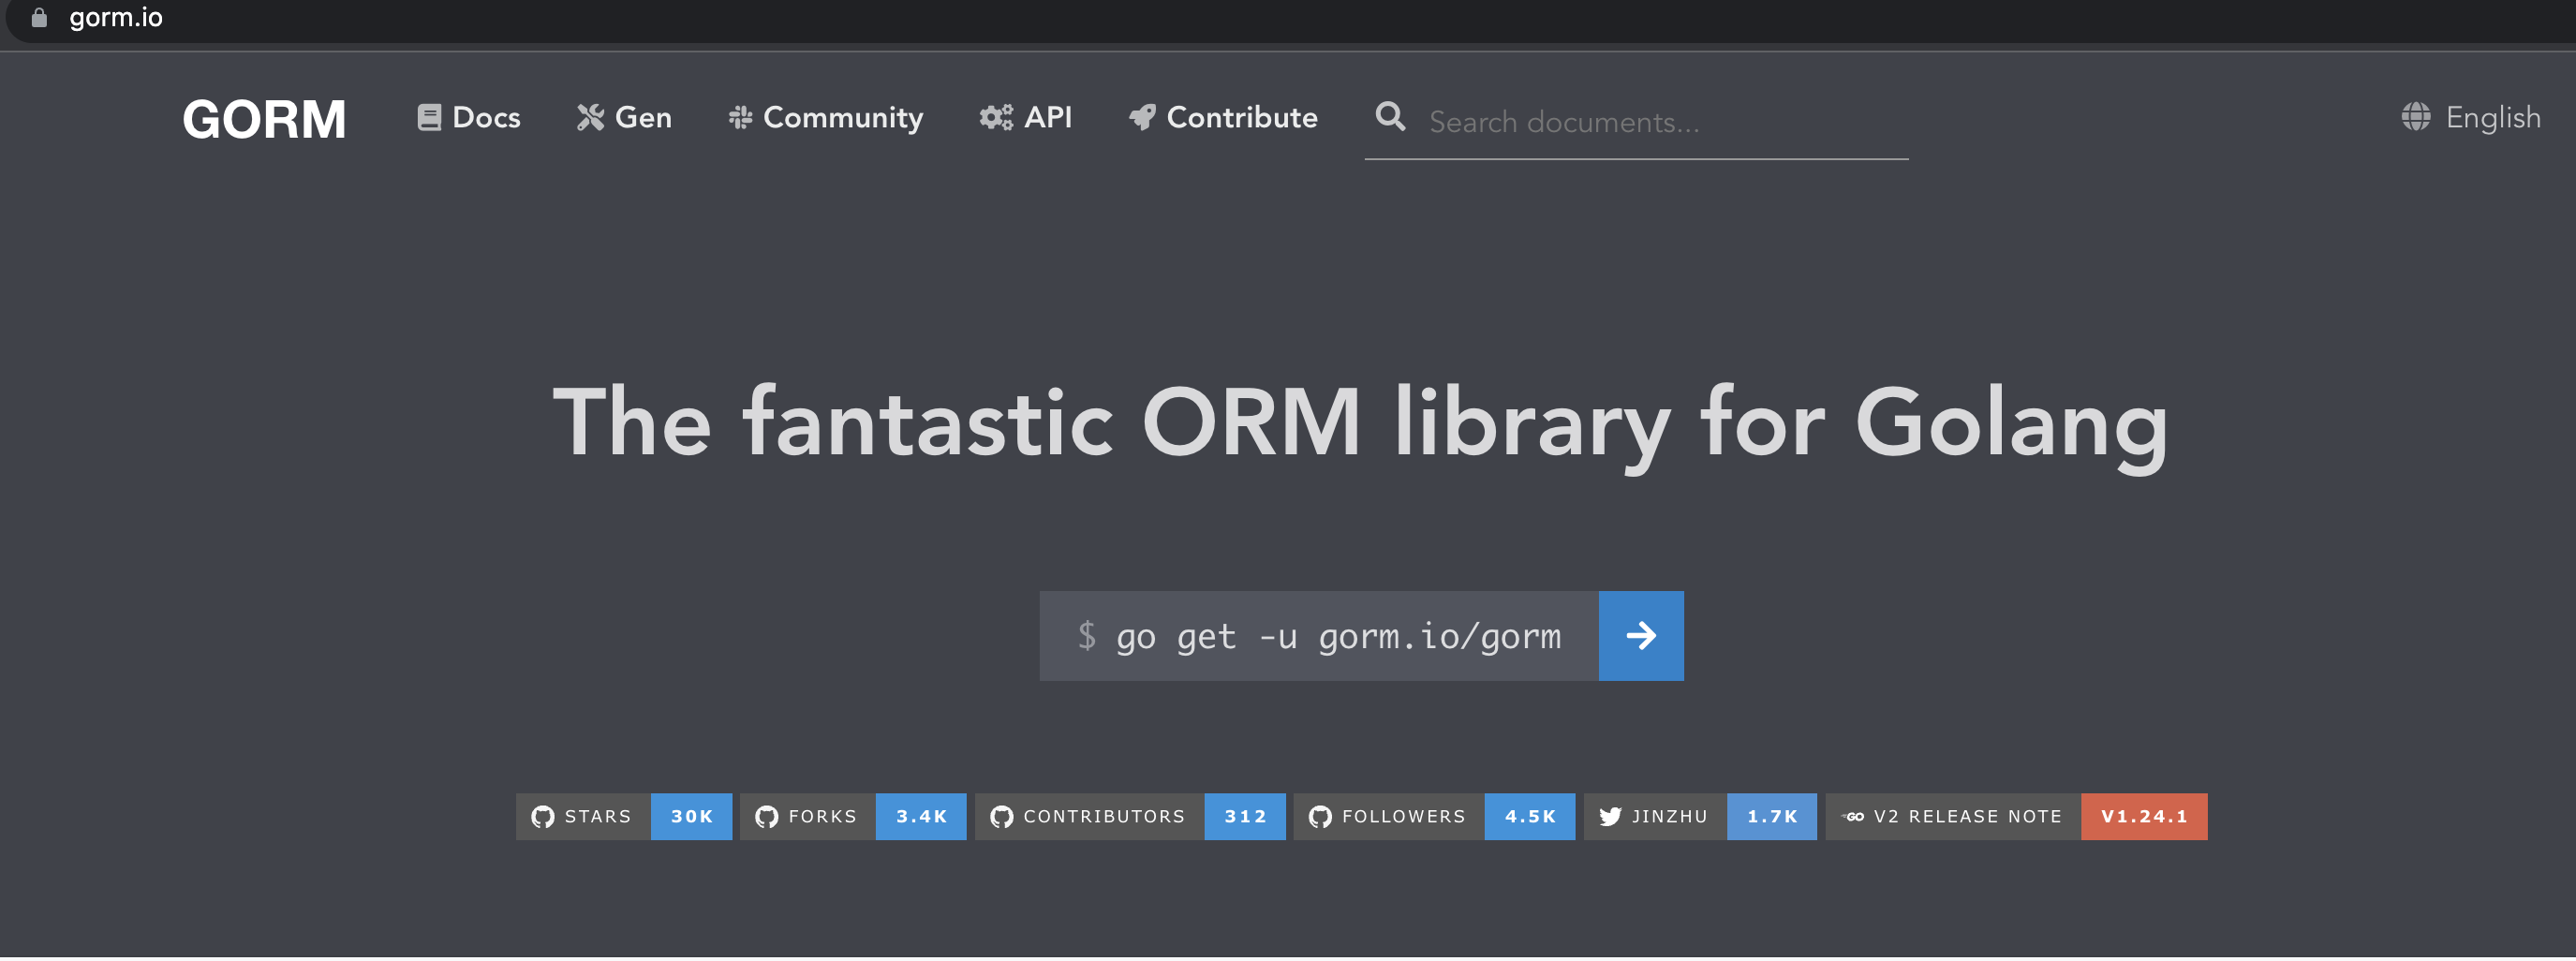 gorm.io
GORM Docs Gen Community API Contribute Search documents... English
The fantastic ORM library for Golang
$ go get -u gorm.io/gorm
STARS 30K FORKS 3.4K CONTRIBUTORS 312 FOLLOWERS 4.5K JINZHU 1.7K GO V2 RELEASE NOTE V1.24.1